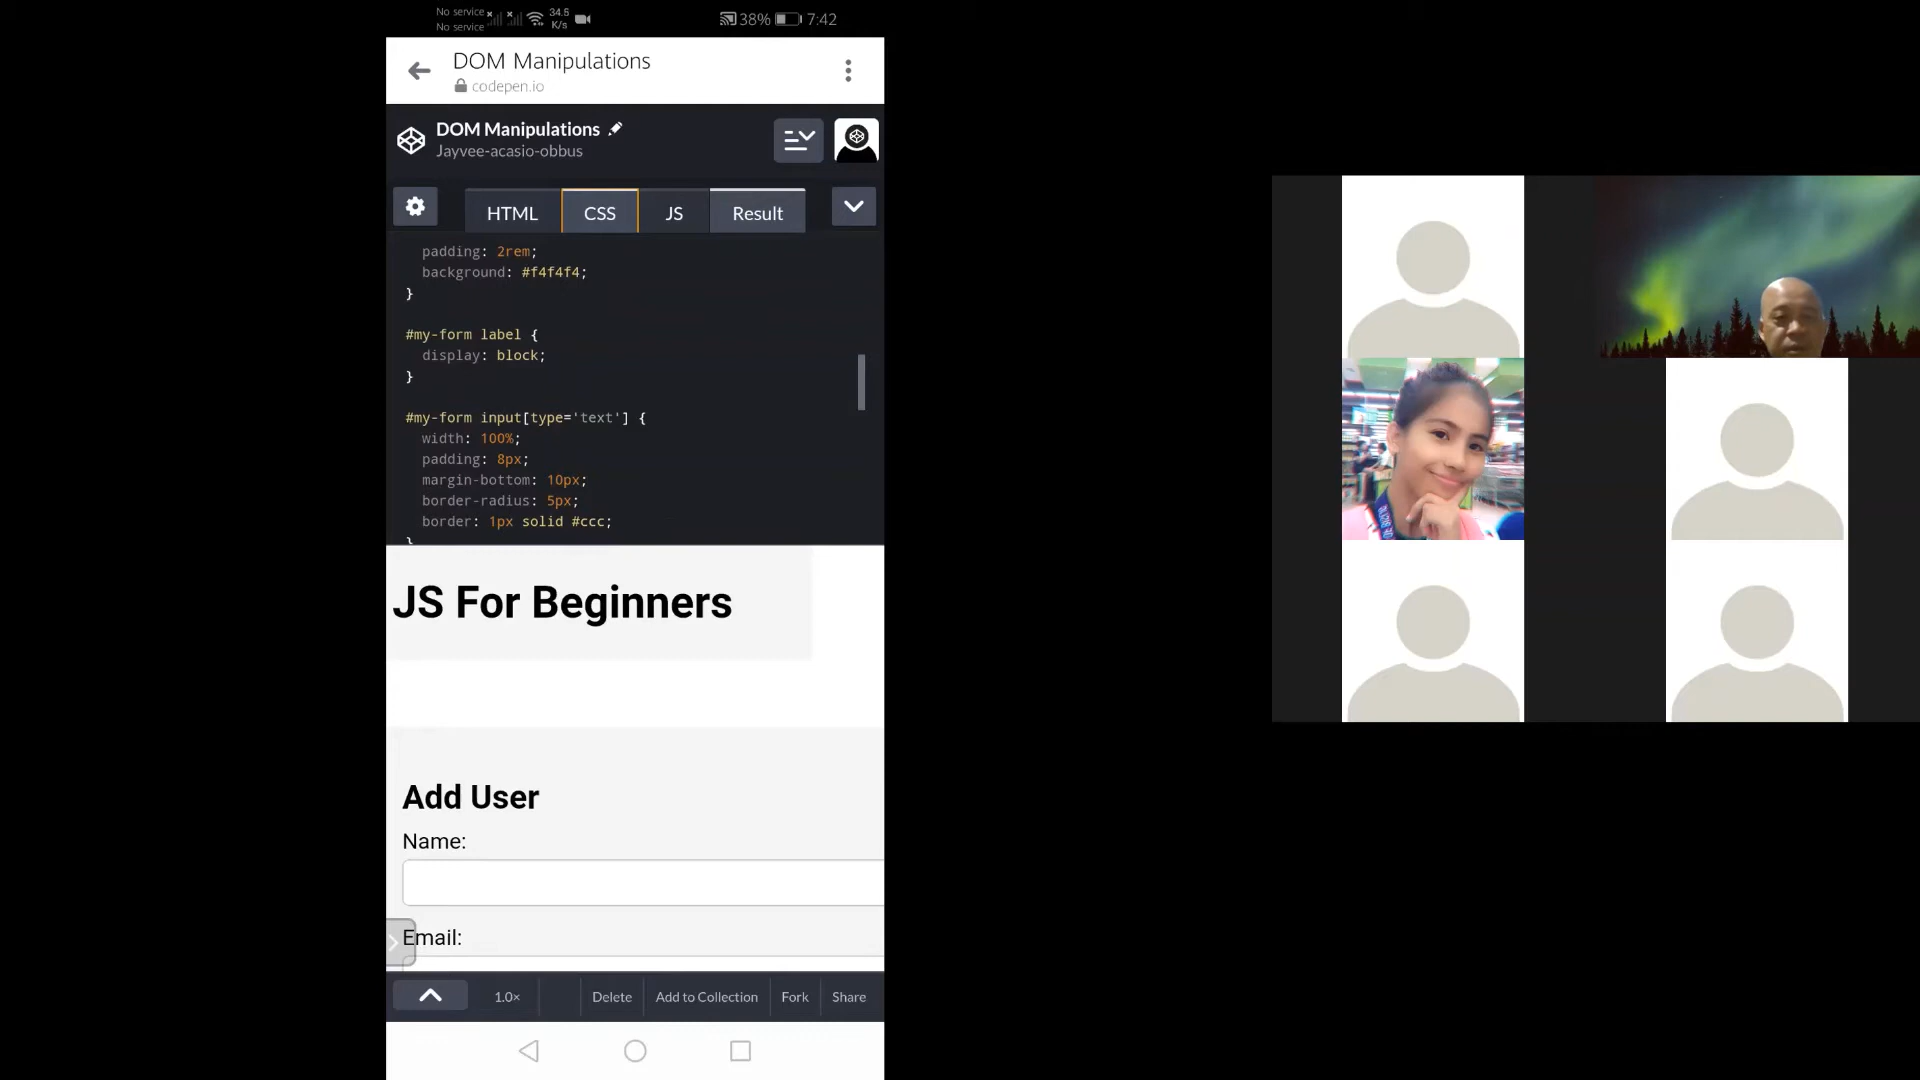 No service
No service
34.5
K/s
38%
7:42
DOM Manipulations
codepen.io
DOM Manipulations
Jayvee-acasio-obbus
HTML
CSS
JS
Result
padding: 2rem;
background: #f4f4f4;
}
#my-form label {
display: block;
}
#my-form input[type='text'] {
width: 100%;
padding: 8px;
margin-bottom: 10px;
border-radius: 5px;
border: 1px solid #ccc;
}
JS For Beginners
Add User
Name:
Email:
1.0×
Delete
Add to Collection
Fork
Share